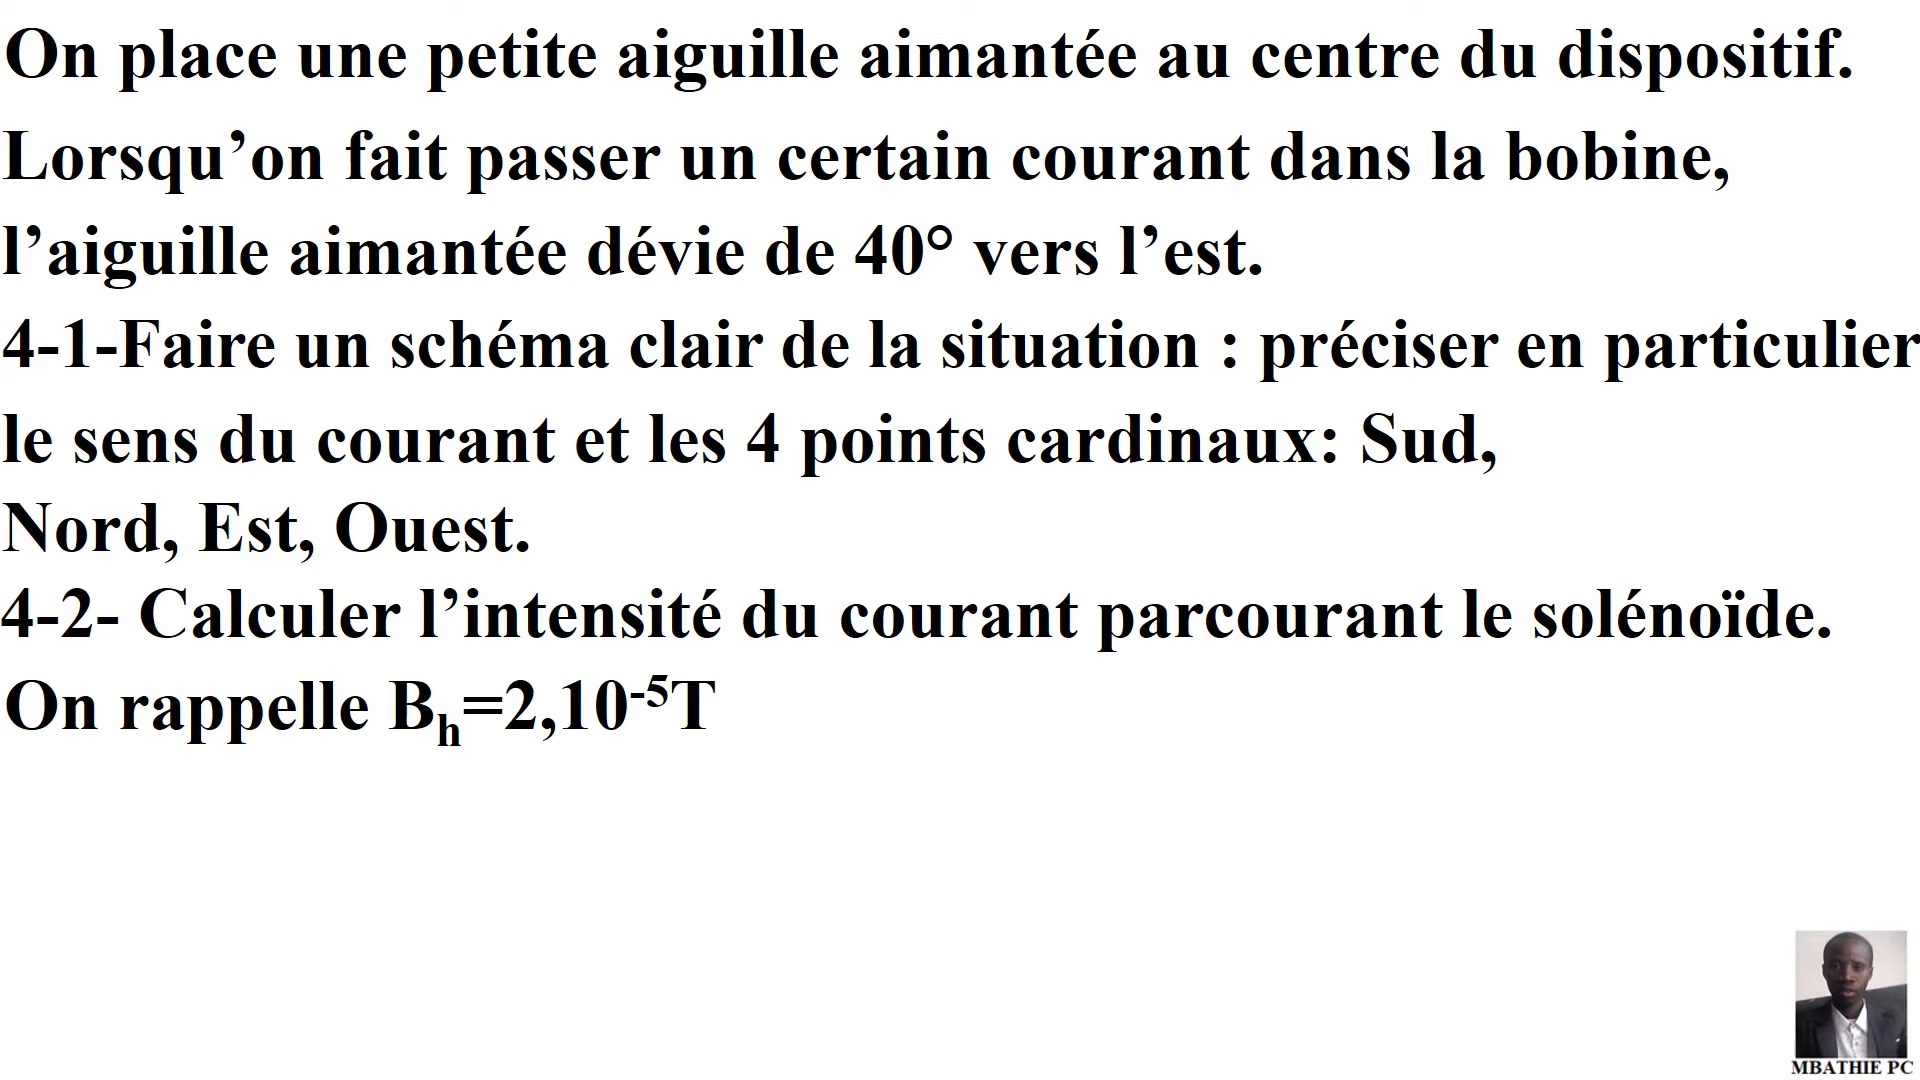 On place une petite aiguille aimantée au centre du dispositif.
Lorsqu’on fait passer un certain courant dans la bobine,
l’aiguille aimantée dévie de 40° vers l’est.
4-1-Faire un schéma clair de la situation : préciser en particulier
le sens du courant et les 4 points cardinaux: Sud,
Nord, Est, Ouest.
4-2- Calculer l’intensité du courant parcourant le solénoïde.
On rappelle Bₕ=2,10⁻⁵T
MBATHIE PC